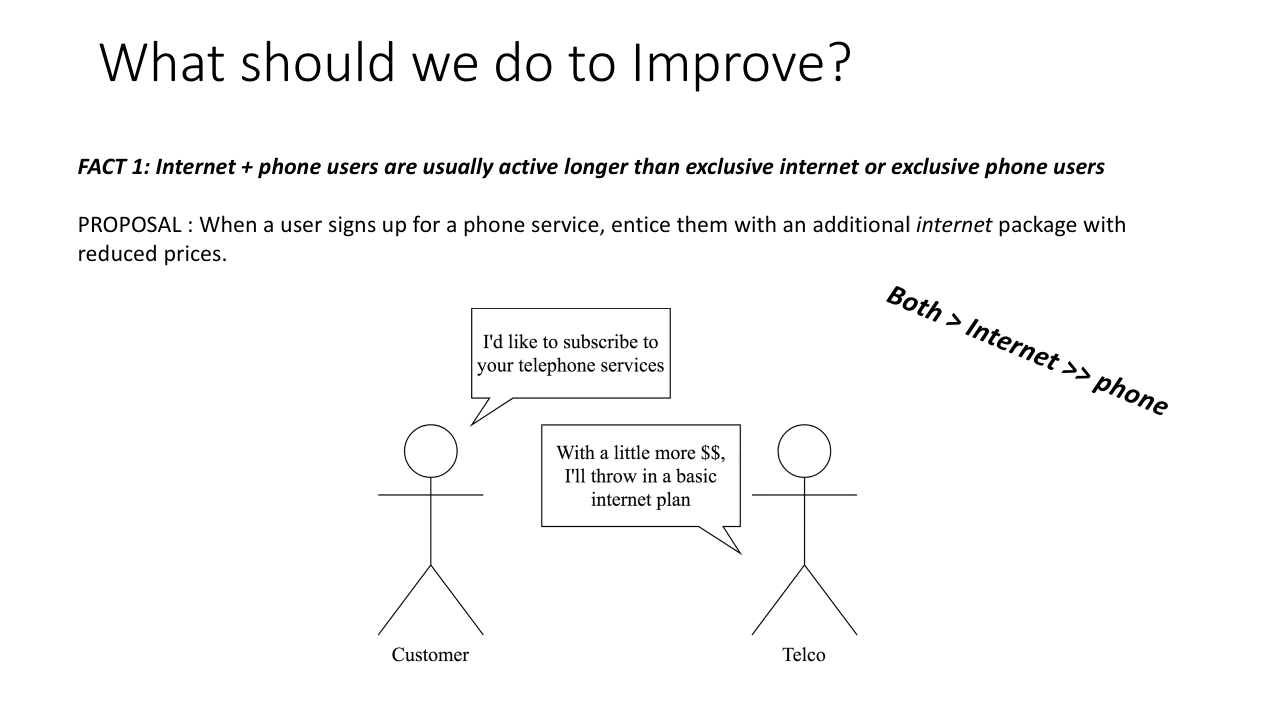 What should we do to Improve?
FACT 1: Internet + phone users are usually active longer than exclusive internet or exclusive phone users
PROPOSAL : When a user signs up for a phone service, entice them with an additional internet package with
reduced prices.
Both > Internet >> phone
I'd like to subscribe to
your telephone services
With a little more $$,
I'll throw in a basic
internet plan
Customer
Telco